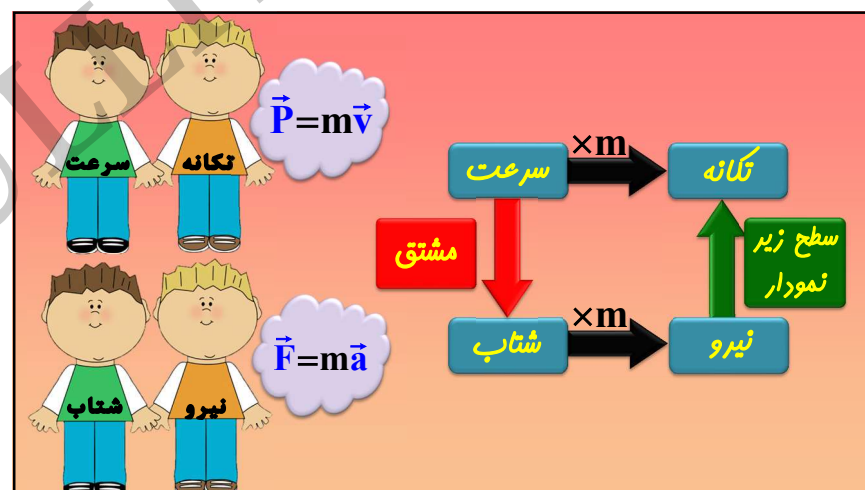 سرعت
تکانه
P=mv
شتاب
نیرو
F=ma
سرعت
×m
تکانه
مشتق
سطح زیر
نمودار
شتاب
×m
نیرو